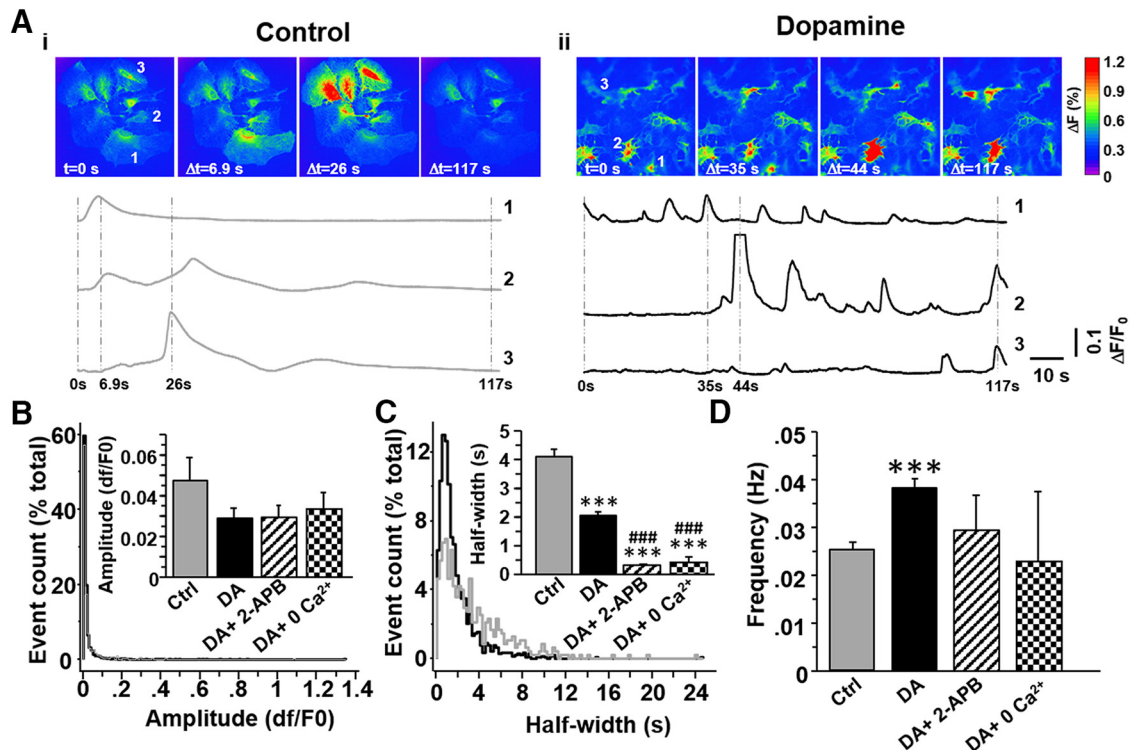 A
i
Control
ii
Dopamine
3
2
1
t=0 s
Δt=6.9 s
Δt=26 s
Δt=117 s
3
2
1
t=0 s
Δt=35 s
Δt=44 s
Δt=117 s
1.2
0.9
0.6
0.3
0
ΔF (%)
1
2
3
0s
6.9s
26s
117s
1
2
3
0s
35s
44s
117s
10 s
0.1
ΔF/F0
B
Event count (% total)
60
40
20
0
0
.2
.4
.6
.8
1
1.2
1.4
Amplitude (df/F0)
Amplitude (df/F0)
0.06
0.04
0.02
0
Ctrl
DA
DA+ 2-APB
DA+ 0 Ca²⁺
C
Event count (% total)
12
8
4
0
0
4
8
12
16
20
24
Half-width (s)
Half-width (s)
5
4
3
2
1
0
***
###
***
###
***
Ctrl
DA
DA+ 2-APB
DA+ 0 Ca²⁺
D
Frequency (Hz)
.05
.04
.03
.02
.01
0
***
Ctrl
DA
DA+ 2-APB
DA+ 0 Ca²⁺